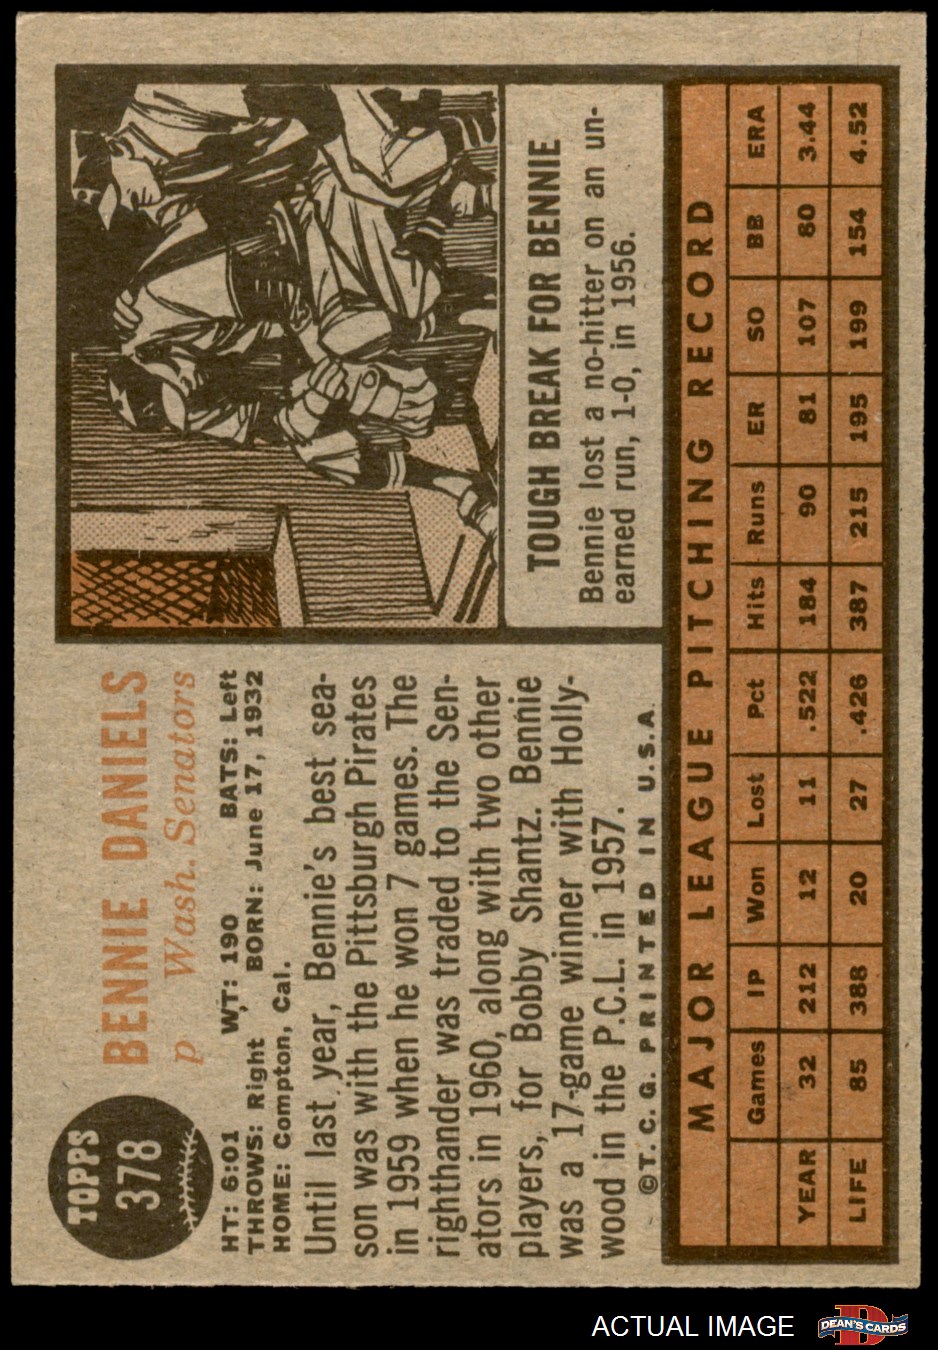 TOPPS
378
BENNIE DANIELS
p Wash. Senators
HT: 6:01 WT: 190 BATS: Left
THROWS: Right BORN: June 17, 1932
HOME: Compton, Cal.
Until last year, Bennie's best sea-
son was with the Pittsburgh Pirates
in 1959 when he won 7 games. The
righthander was traded to the Sen-
ators in 1960, along with two other
players, for Bobby Shantz. Bennie
was a 17-game winner with Holly-
wood in the P.C.L. in 1957.
©T. C. G. PRINTED IN U.S.A.
TOUGH BREAK FOR BENNIE
Bennie lost a no-hitter on an un-
earned run, 1-0, in 1956.
MAJOR LEAGUE PITCHING RECORD
Games IP Won Lost Pct Hits Runs ER SO BB ERA
YEAR 32 212 12 11 .522 184 90 81 107 80 3.44
LIFE 85 388 20 27 .426 387 215 195 199 154 4.52
ACTUAL IMAGE
DEAN'S CARDS